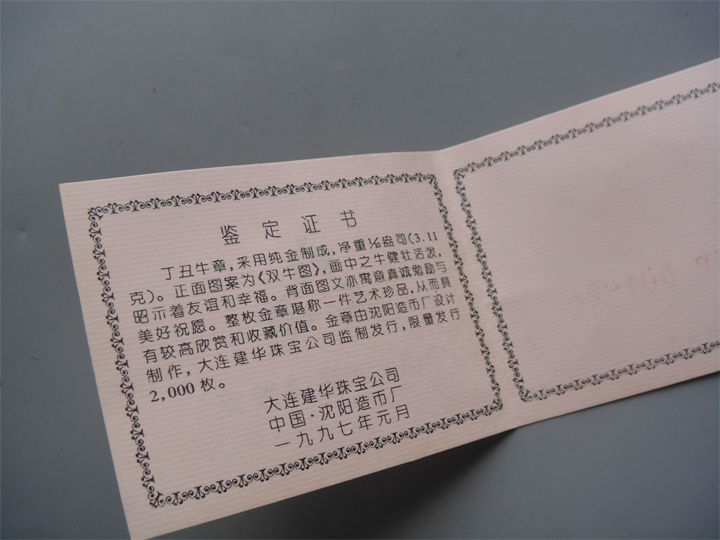 鉴定证书
丁丑牛章，采用纯金制成，净重1/10盎司(3.11
克)。正面图案为《双牛图》，画中之牛健壮活泼，
昭示着友谊和幸福。背面图文亦寓意真诚勉励与
美好祝愿。整枚金章堪称一件艺术珍品，从而具
有较高欣赏和收藏价值。金章由沈阳造币厂设计
制作，大连建华珠宝公司监制发行，限量发行
2,000枚。
大连建华珠宝公司
中国·沈阳造币厂
一九九七年元月